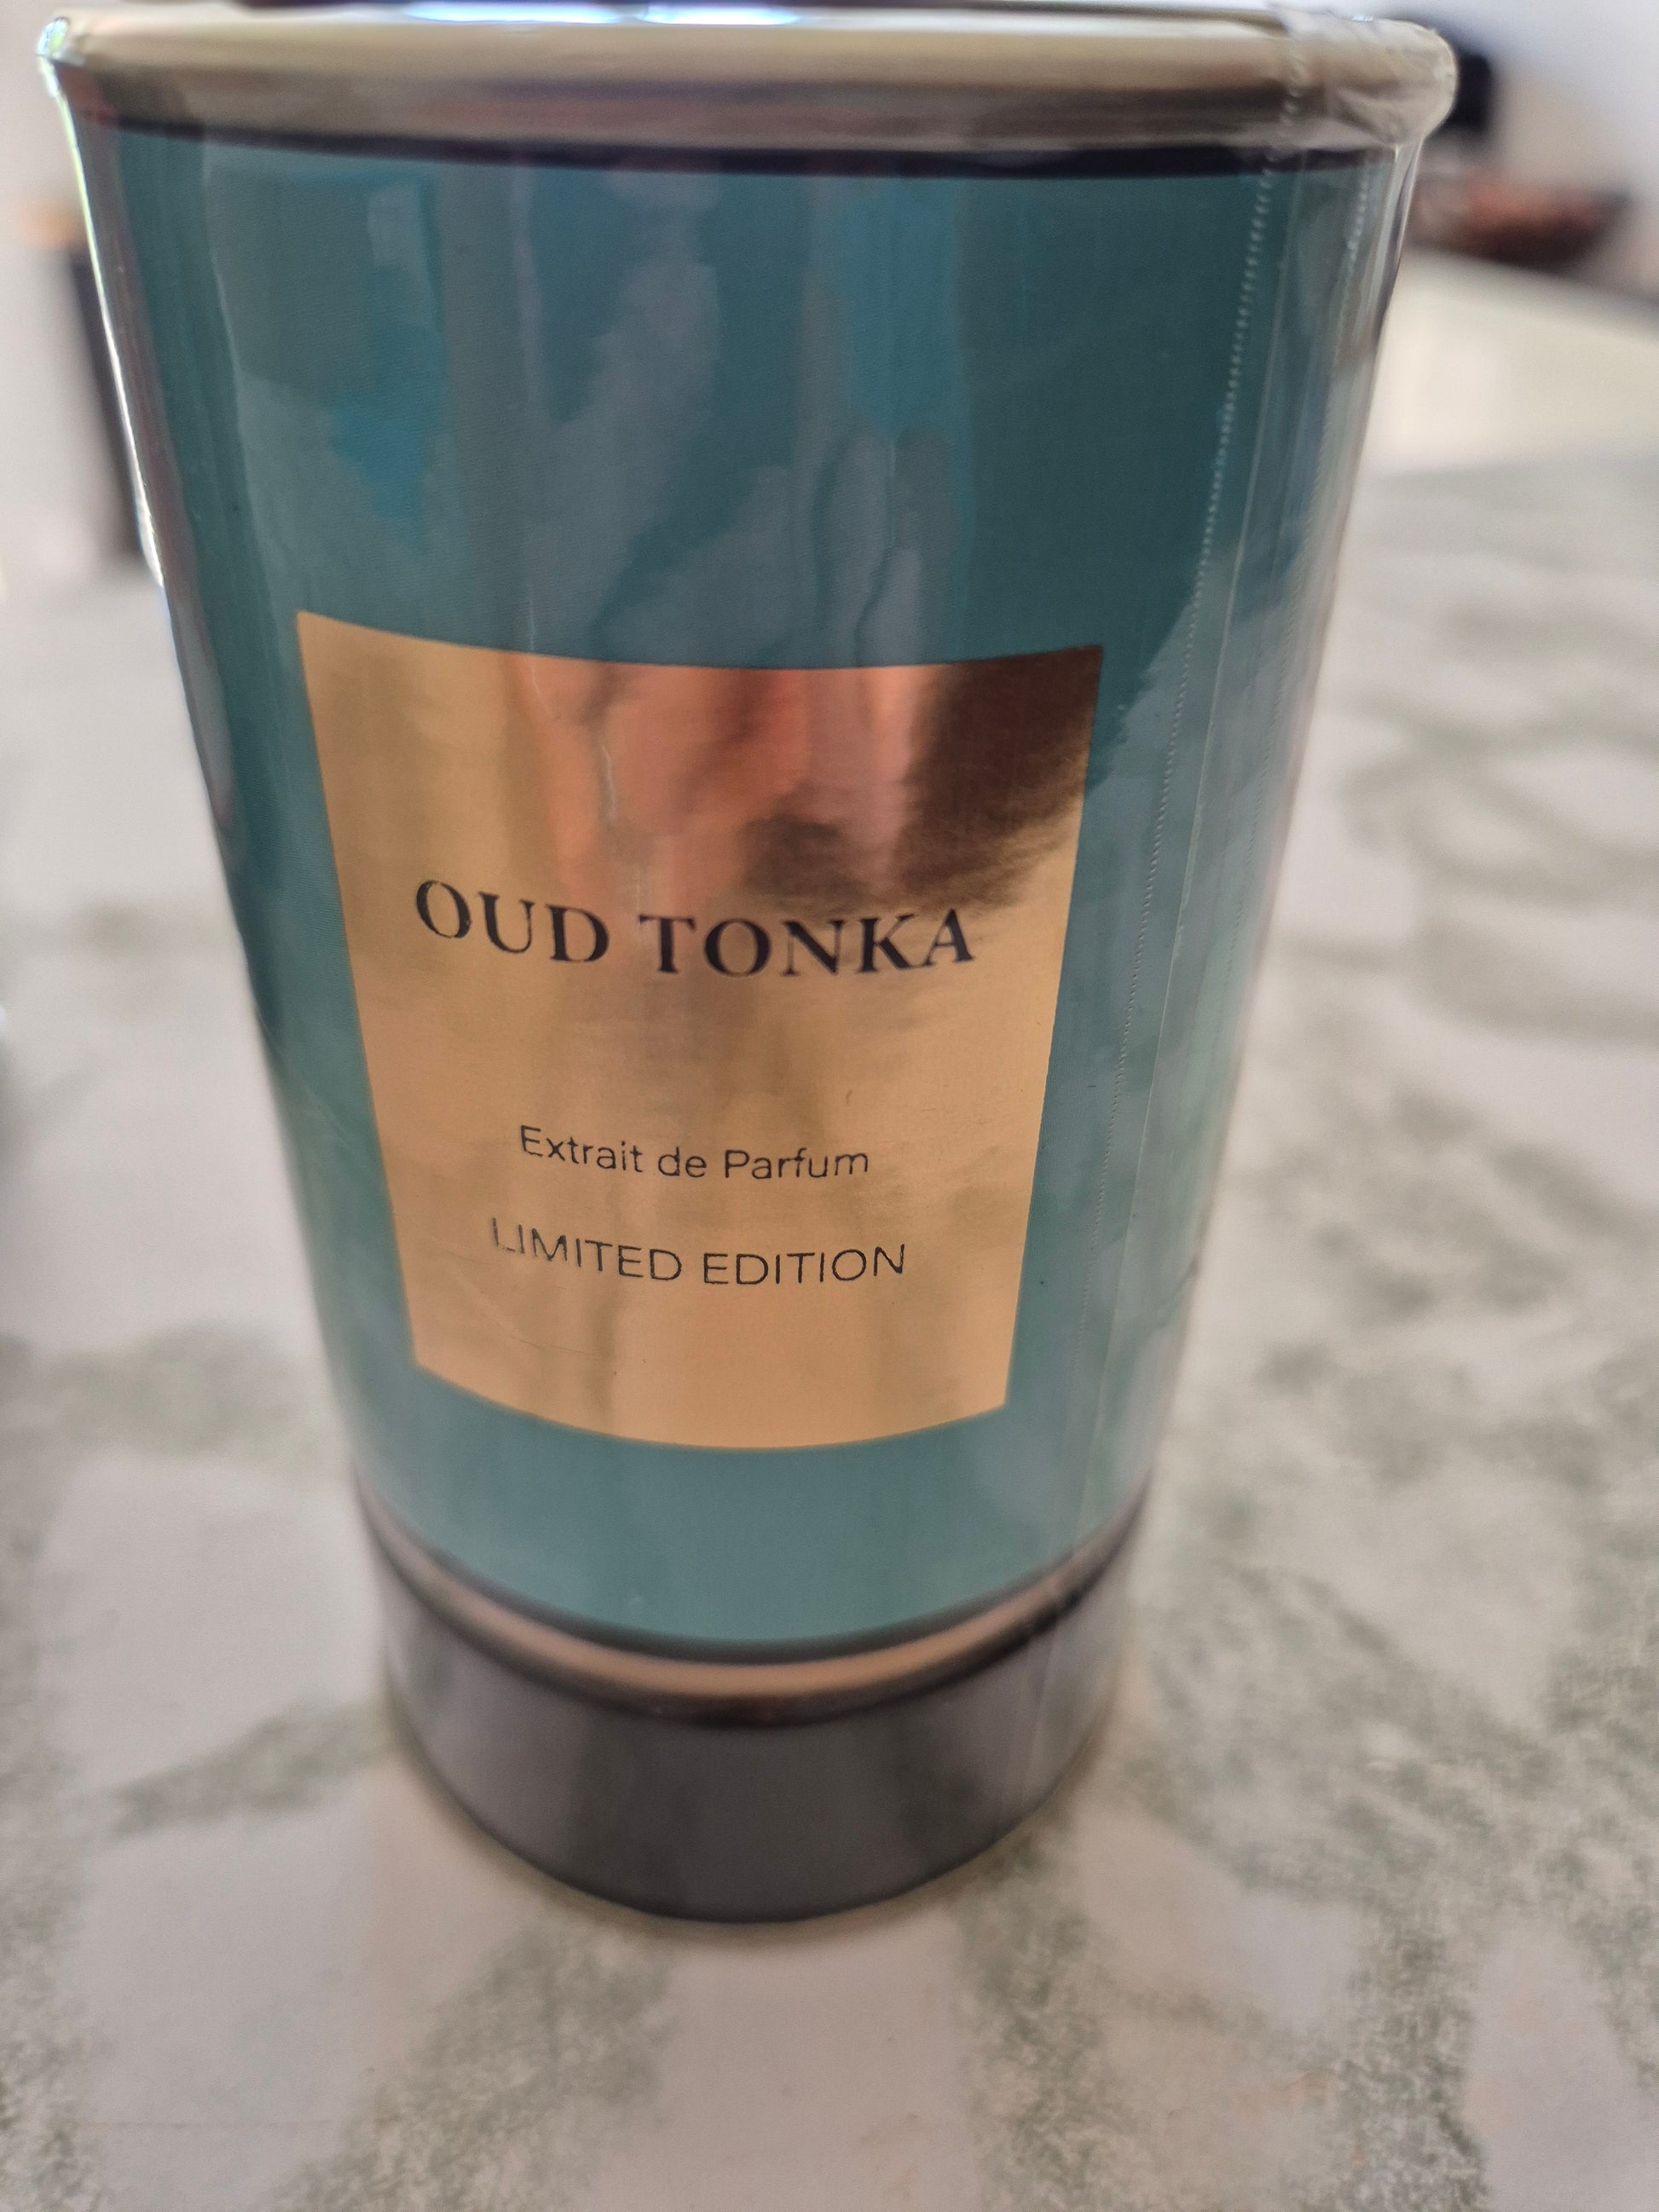 OUD TONKA
Extrait de Parfum
LIMITED EDITION